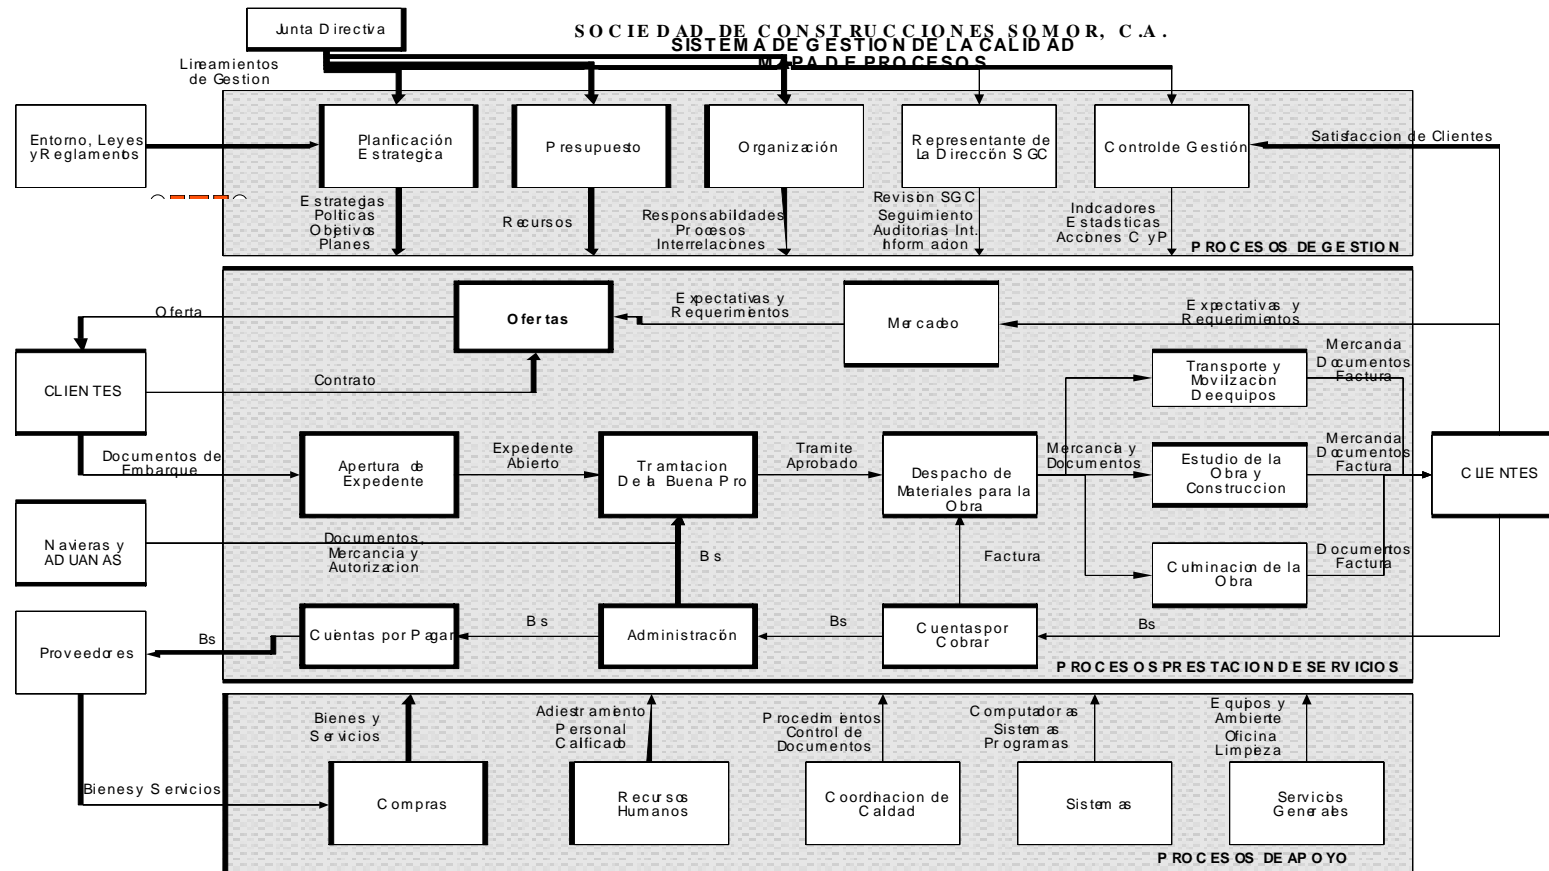 Junta Directiva
SOCIEDAD DE CONSTRUCCIONES SOMOR, C.A.
SISTEMA DE GESTION DE LA CALIDAD
MAPA DE PROCESOS
Lineamientos
de Gestion
Entorno, Leyes
y Reglamentos
Planificación
Estrategica
Presupuesto
Organización
Representante de
La Dirección SGC
Control de Gestión
Satisfaccion de Clientes
Estrategias
Politicas
Objetivos
Planes
Recursos
Responsabilidades
Procesos
Interrelaciones
Revision SGC
Seguimiento
Auditorias Int.
Informacion
Indicadores
Estadisticas
Acciones C y P
PROCESOS DE GESTION
Oferta
Ofertas
Expectativas y
Requerimientos
Mercadeo
Expectativas y
Requerimientos
CLIENTES
Contrato
Transporte y
Movilizacion
De equipos
Mercancia
Documentos
Factura
Documentos de
Embarque
Apertura de
Expediente
Expediente
Abierto
Tramitacion
De la Buena Pro
Tramite
Aprobado
Despacho de
Materiales para la
Obra
Mercancia y
Documentos
Estudio de la
Obra y
Construccion
Mercancia
Documentos
Factura
CLIENTES
Navieras y
ADUANAS
Documentos,
Mercancia y
Autorizacion
Bs
Factura
Culminacion de la
Obra
Documentos
Factura
Proveedores
Bs
Cuentas por Pagar
Bs
Administración
Bs
Cuentas por
Cobrar
Bs
PROCESOS PRESTACION DE SERVICIOS
Bienes y Servicios
Bienes y
Servicios
Compras
Adiestramiento
Personal
Calificado
Recursos
Humanos
Procedimientos
Control de
Documentos
Coordinacion de
Calidad
Computadoras
Sistemas
Programas
Sistemas
Equipos y
Ambiente
Oficina
Limpieza
Servicios
Generales
PROCESOS DE APOYO